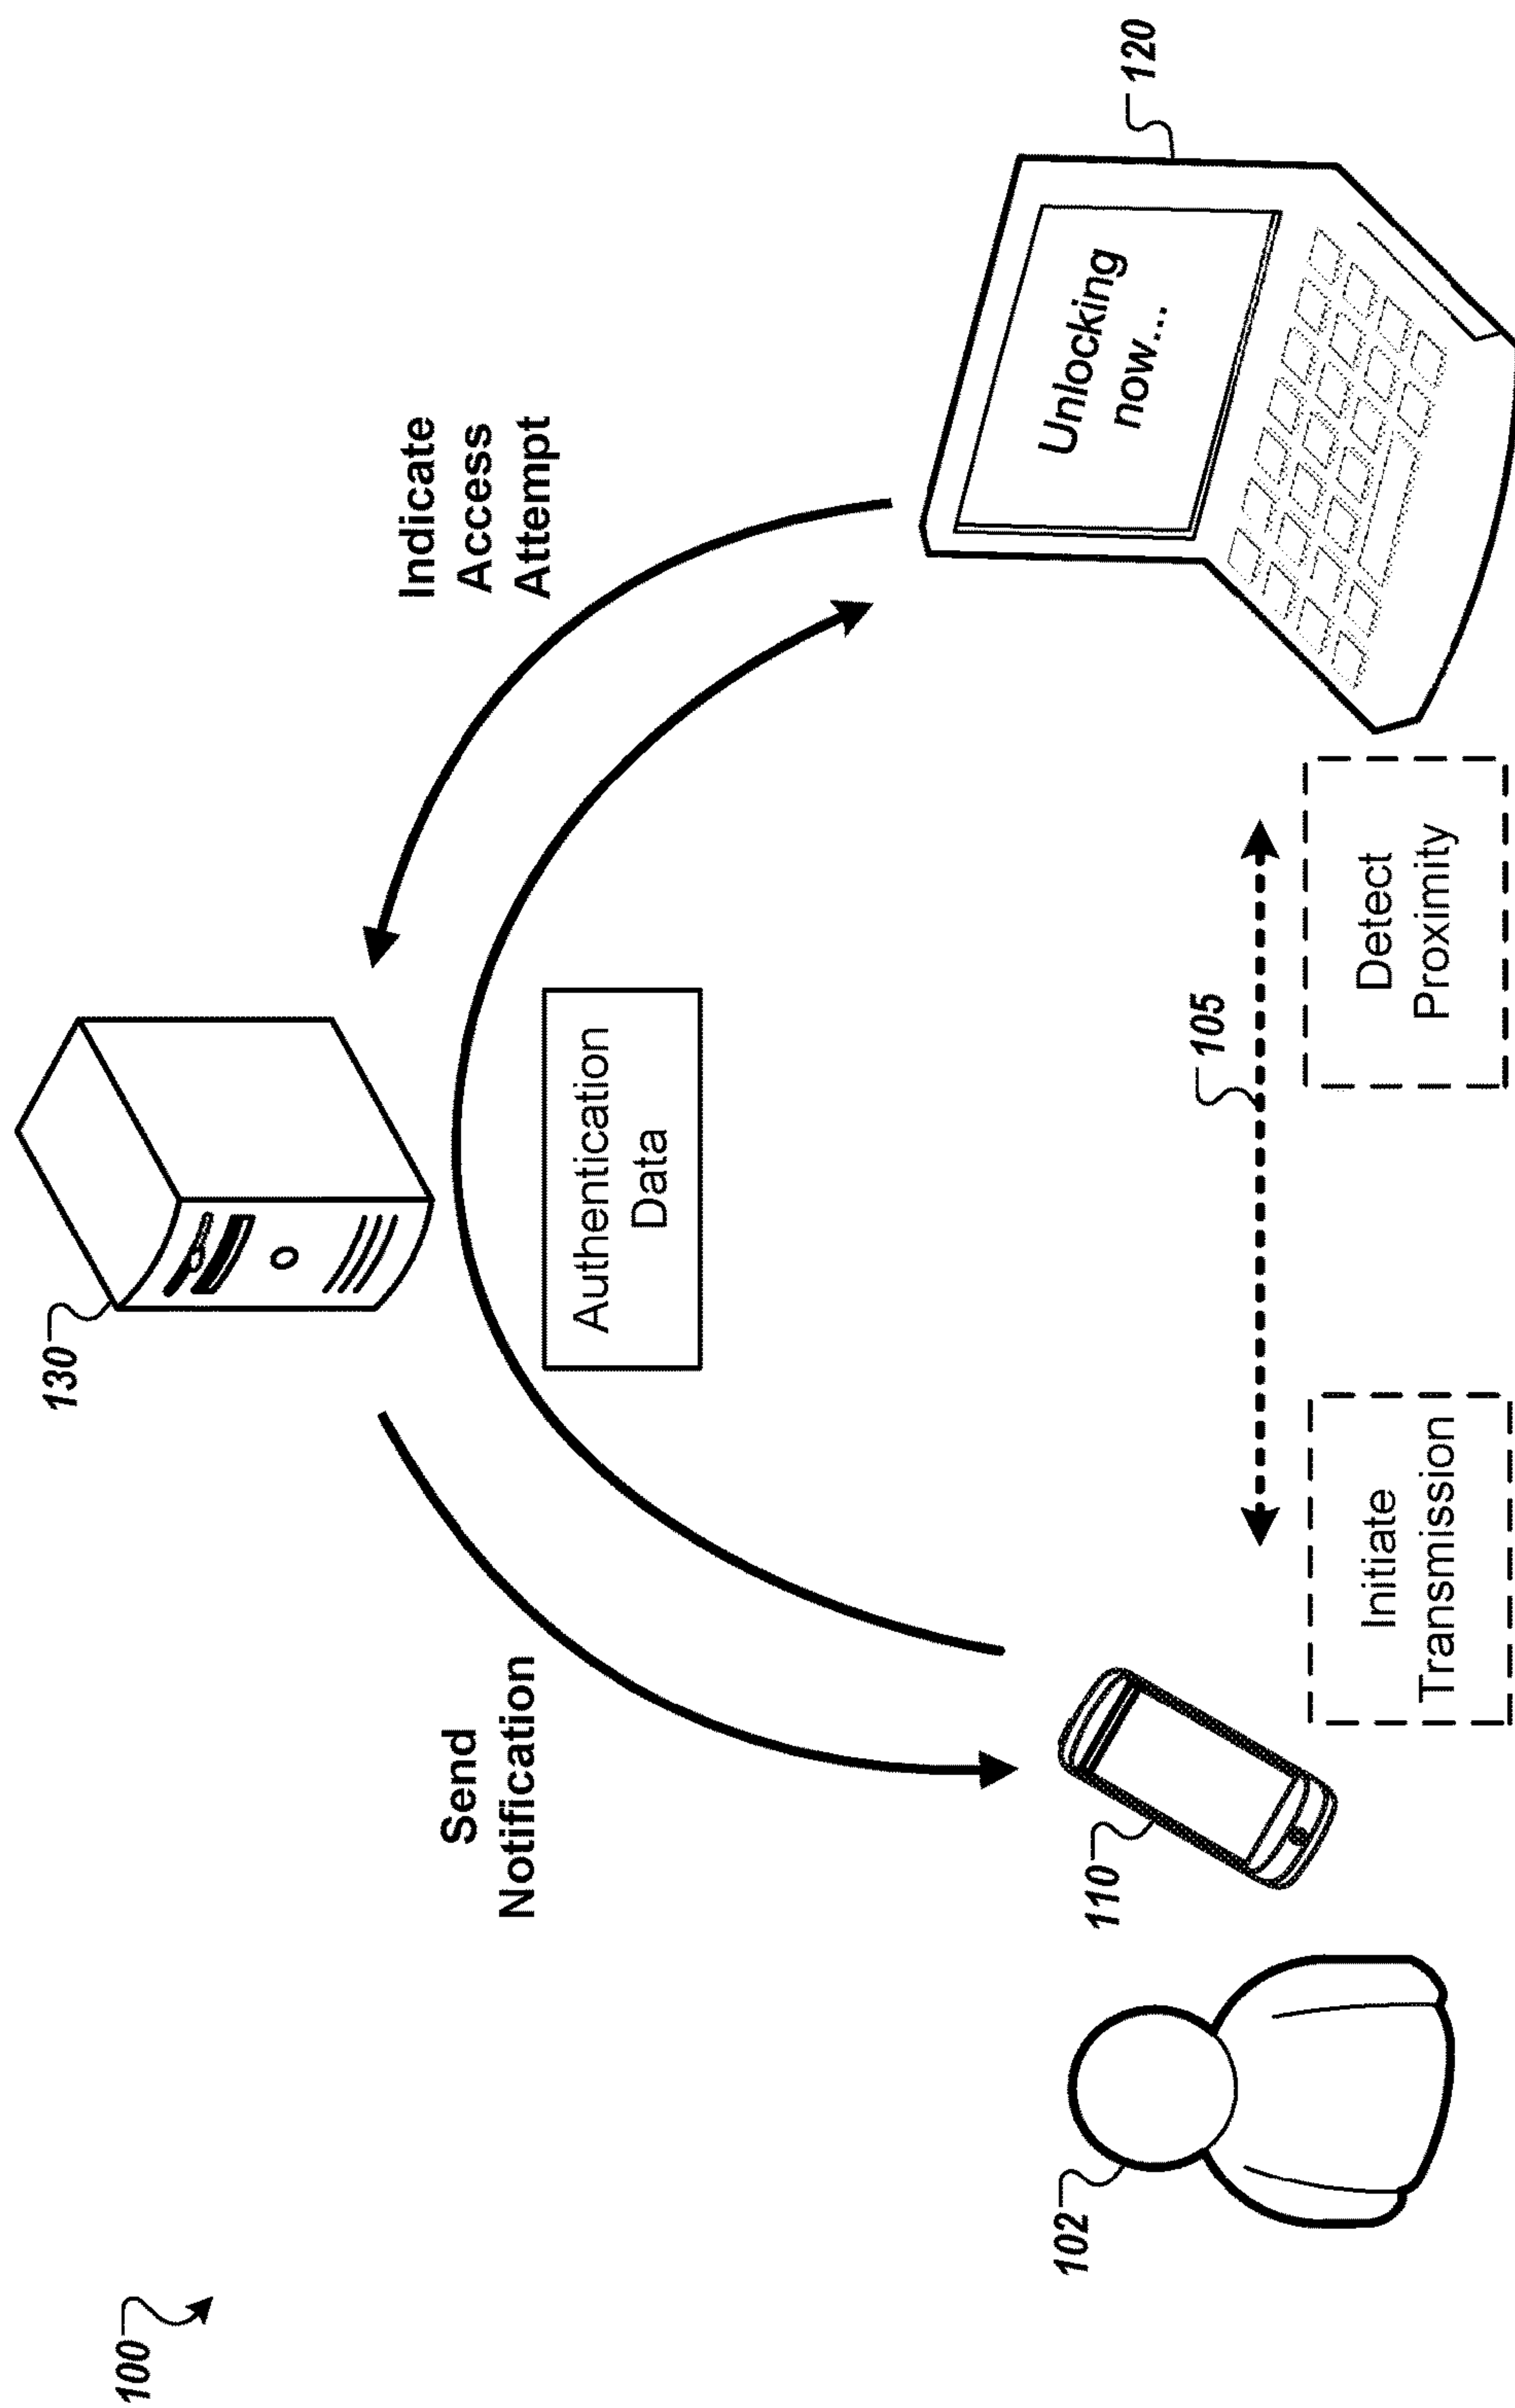 100
130
Indicate
Access
Attempt
Send
Notification
Authentication
Data
Unlocking
now...
120
102
110
105
Initiate
Transmission
Detect
Proximity